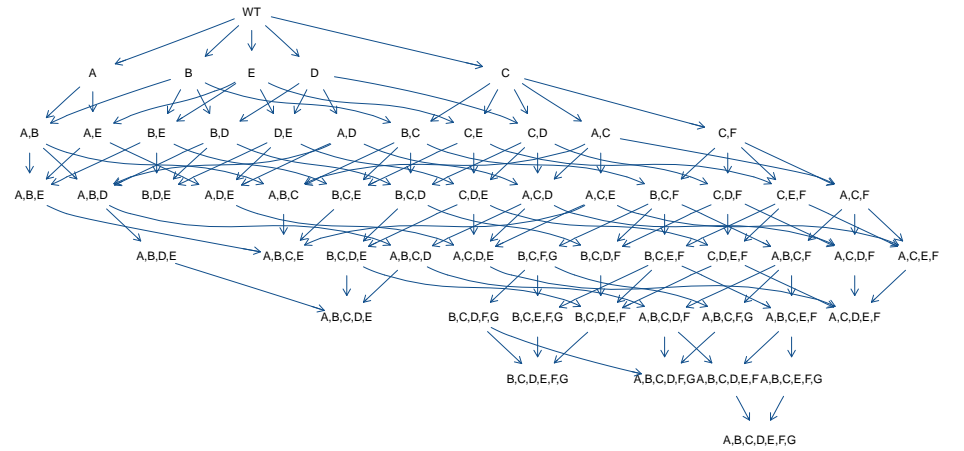 WT
A B E D C
A,B A,E B,E B,D D,E A,D B,C C,E C,D A,C C,F
A,B,E A,B,D B,D,E A,D,E A,B,C B,C,E B,C,D C,D,E A,C,D A,C,E B,C,F C,D,F C,E,F A,C,F
A,B,D,E A,B,C,E B,C,D,E A,B,C,D A,C,D,E B,C,F,G B,C,D,F B,C,E,F C,D,E,F A,B,C,F A,C,D,F A,C,E,F
A,B,C,D,E B,C,D,F,G B,C,E,F,G B,C,D,E,F A,B,C,D,F A,B,C,F,G A,B,C,E,F A,C,D,E,F
B,C,D,E,F,G A,B,C,D,F,G A,B,C,D,E,F A,B,C,E,F,G
A,B,C,D,E,F,G